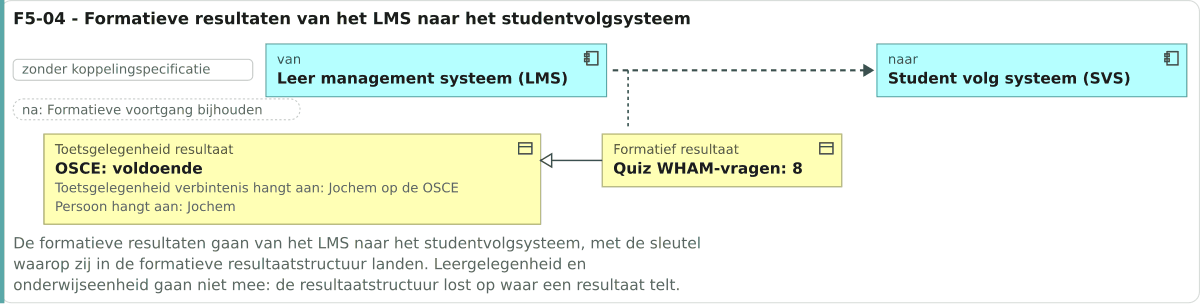 F5-04 - Formatieve resultaten van het LMS naar het studentvolgsysteem
zonder koppelingspecificatie
van
Leer management systeem (LMS)
naar
Student volg systeem (SVS)
na: Formatieve voortgang bijhouden
Toetsgelegenheid resultaat
OSCE: voldoende
Toetsgelegenheid verbintenis hangt aan: Jochem op de OSCE
Persoon hangt aan: Jochem
Formatief resultaat
Quiz WHAM-vragen: 8
De formatieve resultaten gaan van het LMS naar het studentvolgsysteem, met de sleutel
waarop zij in de formatieve resultaatstructuur landen. Leergelegenheid en
onderwijseenheid gaan niet mee: de resultaatstructuur lost op waar een resultaat telt.